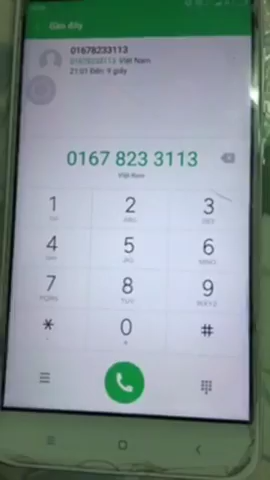 Gần đây
01678233113
01678233113 Việt Nam
21:01 Đến: 9 giây
0167 823 3113
Việt Nam
1
2
ABC
3
DEF
4
GHI
5
JKL
6
MNO
7
PQRS
8
TUV
9
WXYZ
*
0
+
#